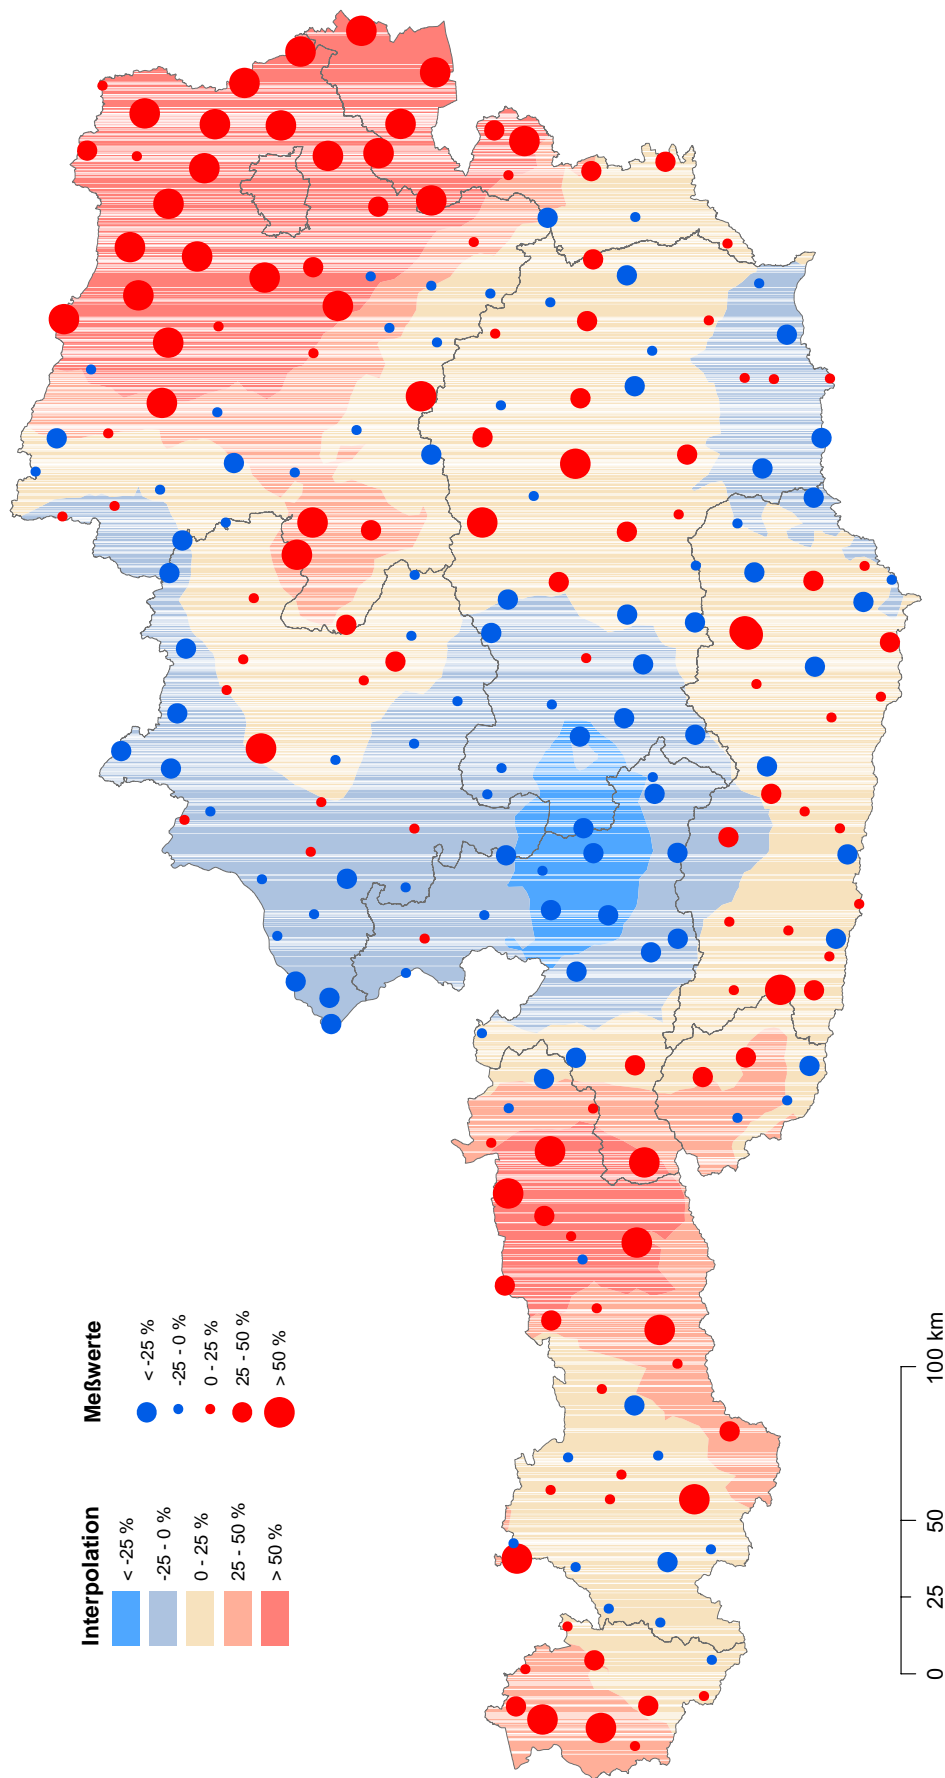 Interpolation
< -25 %
-25 - 0 %
0 - 25 %
25 - 50 %
> 50 %
Meßwerte
< -25 %
-25 - 0 %
0 - 25 %
25 - 50 %
> 50 %
0 25 50 100 km